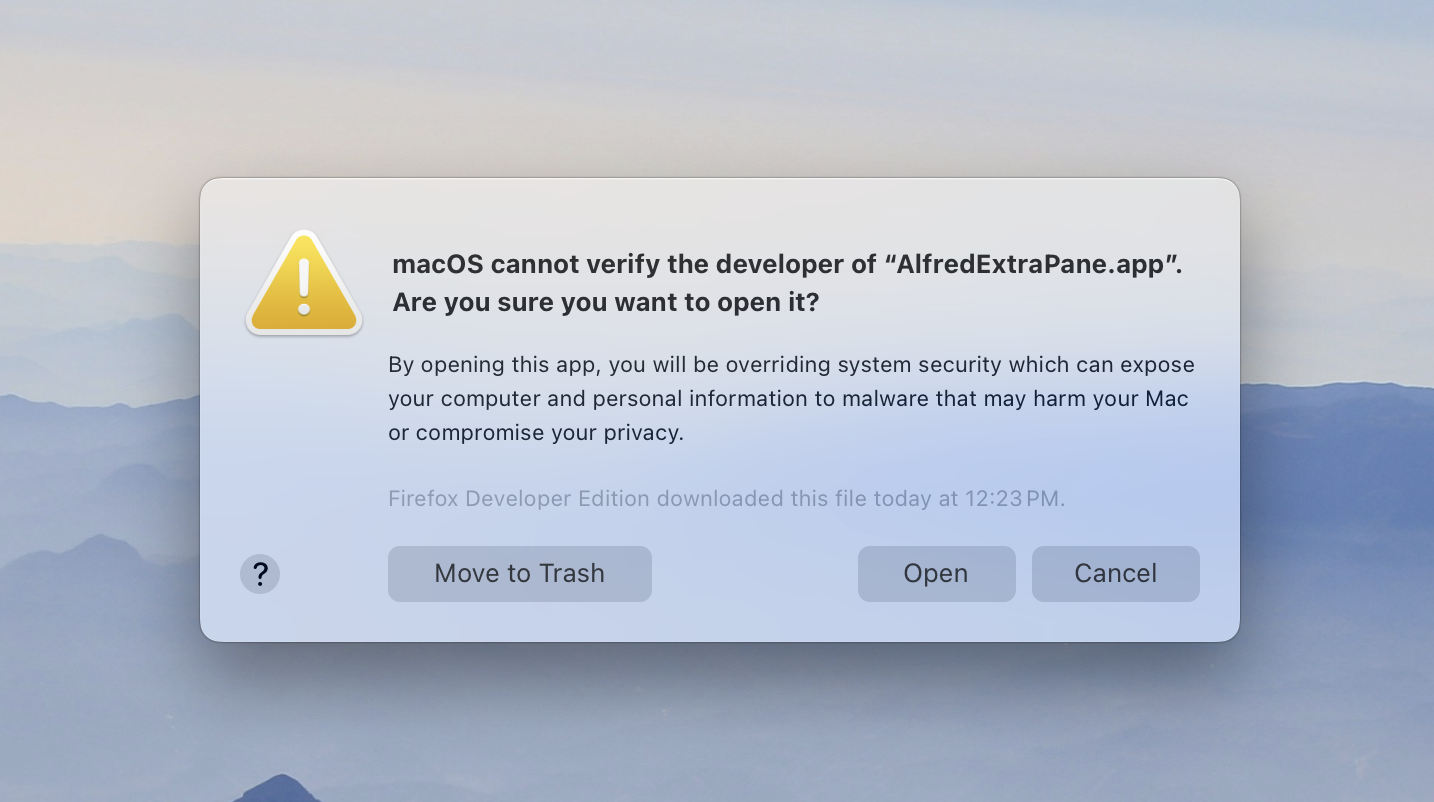 macOS cannot verify the developer of “AlfredExtraPane.app”.
Are you sure you want to open it?
By opening this app, you will be overriding system security which can expose
your computer and personal information to malware that may harm your Mac
or compromise your privacy.
Firefox Developer Edition downloaded this file today at 12:23 PM.
? Move to Trash Open Cancel